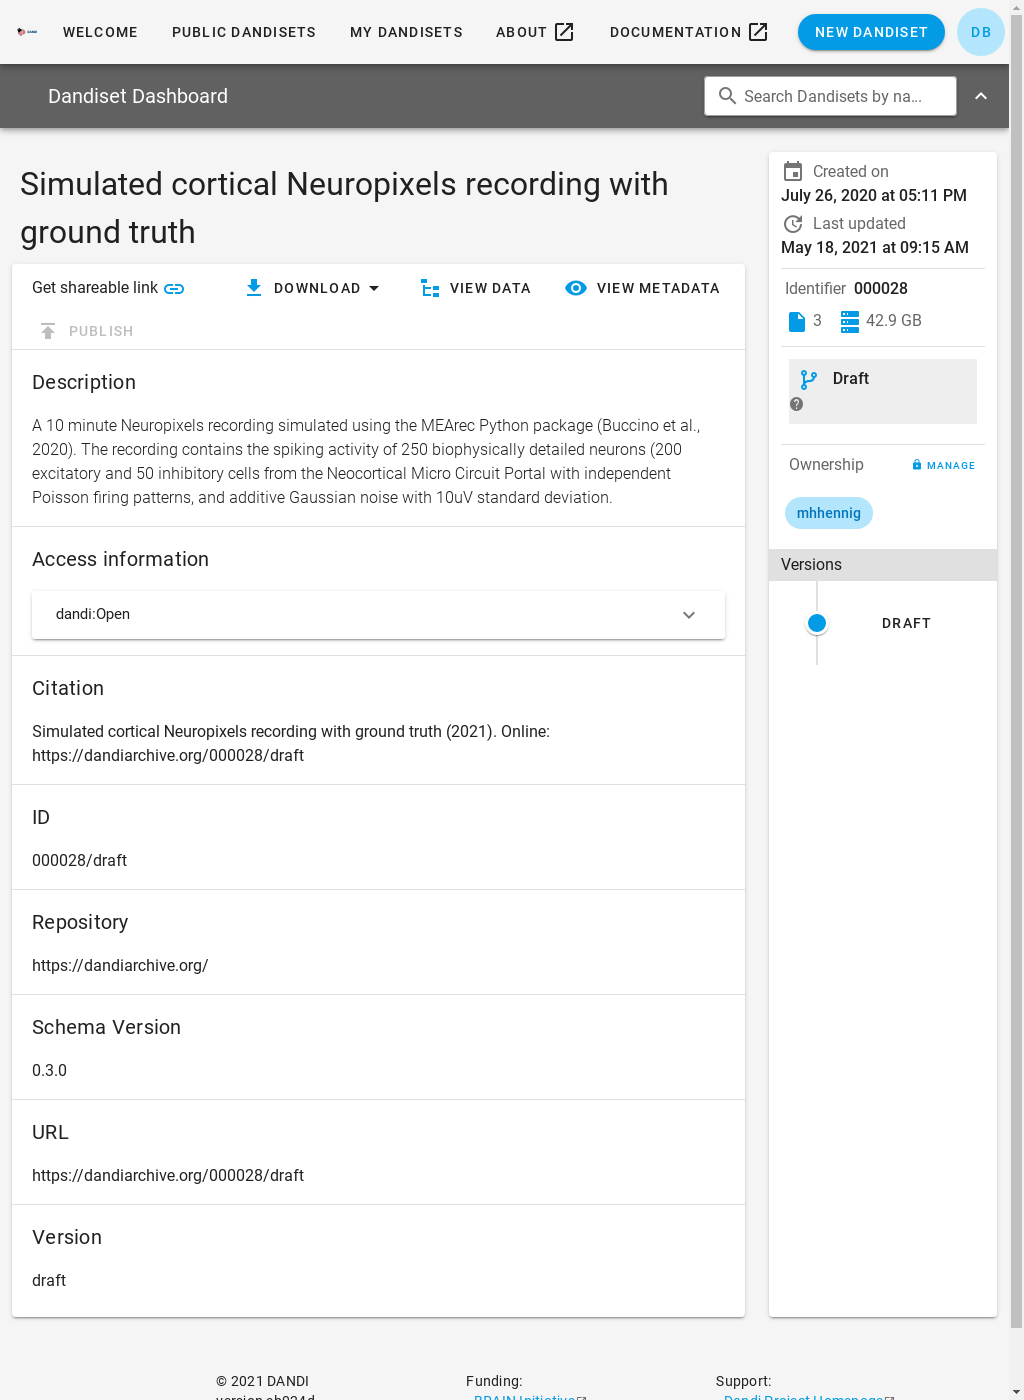 WELCOME
PUBLIC DANDISETS
MY DANDISETS
ABOUT
DOCUMENTATION
NEW DANDISET
DB
Dandiset Dashboard
Search Dandisets by na...
Simulated cortical Neuropixels recording with
ground truth
Get shareable link
DOWNLOAD
VIEW DATA
VIEW METADATA
PUBLISH
Description
A 10 minute Neuropixels recording simulated using the MEArec Python package (Buccino et al.,
2020). The recording contains the spiking activity of 250 biophysically detailed neurons (200
excitatory and 50 inhibitory cells from the Neocortical Micro Circuit Portal with independent
Poisson firing patterns, and additive Gaussian noise with 10uV standard deviation.
Access information
dandi:Open
Citation
Simulated cortical Neuropixels recording with ground truth (2021). Online:
https://dandiarchive.org/000028/draft
ID
000028/draft
Repository
https://dandiarchive.org/
Schema Version
0.3.0
URL
https://dandiarchive.org/000028/draft
Version
draft
Created on
July 26, 2020 at 05:11 PM
Last updated
May 18, 2021 at 09:15 AM
Identifier 000028
3 42.9 GB
Draft
Ownership
MANAGE
mhhennig
Versions
DRAFT
© 2021 DANDI
Funding:
BRAIN Initiative
Support:
Dandi Project Homepage